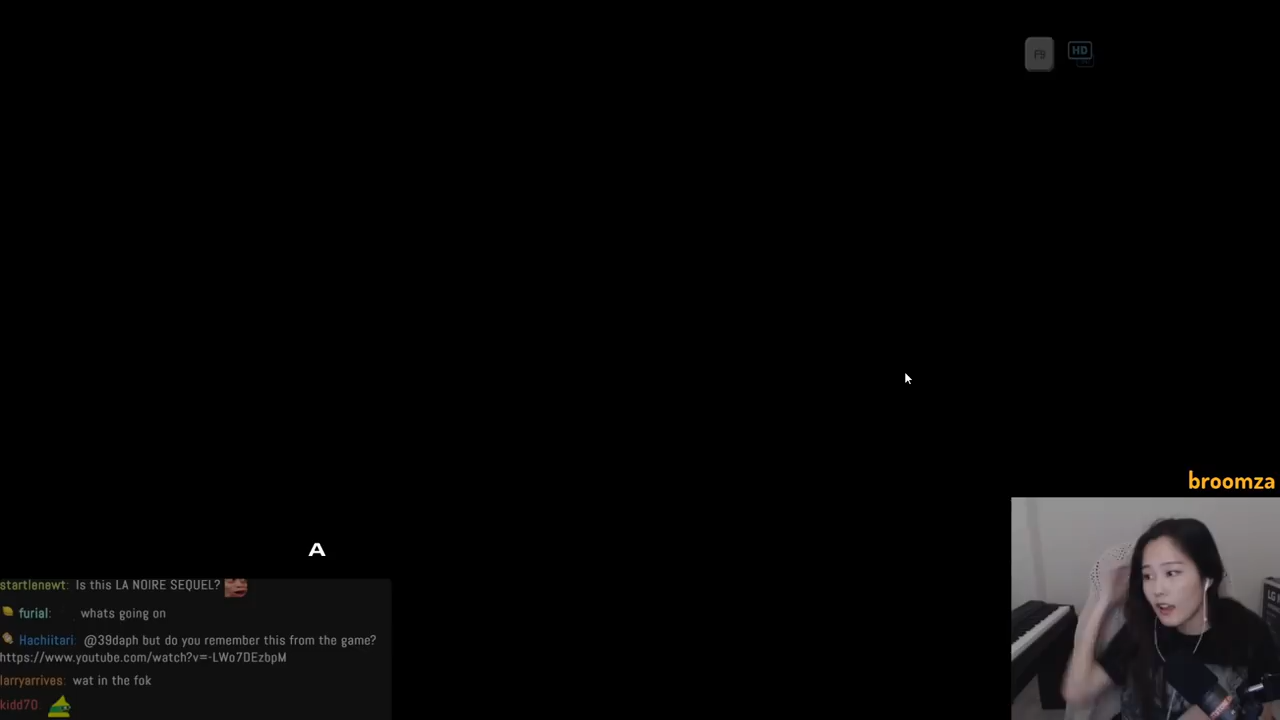 HD
broomza
A
startlenewt: Is this LA NOIRE SEQUEL?
furial: whats going on
Hachiitari: @39daph but do you remember this from the game?
https://www.youtube.com/watch?v=-LWo7DEzbpM
larryarrives: wat in the fok
kidd70